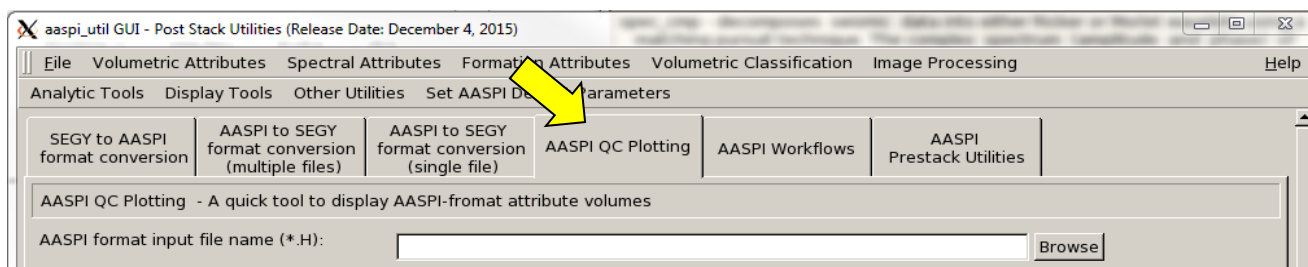 aaspi_util GUI - Post Stack Utilities (Release Date: December 4, 2015)
File Volumetric Attributes Spectral Attributes Formation Attributes Volumetric Classification Image Processing Help
Analytic Tools Display Tools Other Utilities Set AASPI Parameters
SEGY to AASPI
format conversion
AASPI to SEGY
format conversion
(multiple files)
AASPI to SEGY
format conversion
(single file)
AASPI QC Plotting
AASPI Workflows
AASPI
Prestack Utilities
AASPI QC Plotting - A quick tool to display AASPI-fromat attribute volumes
AASPI format input file name (*.H):
Browse